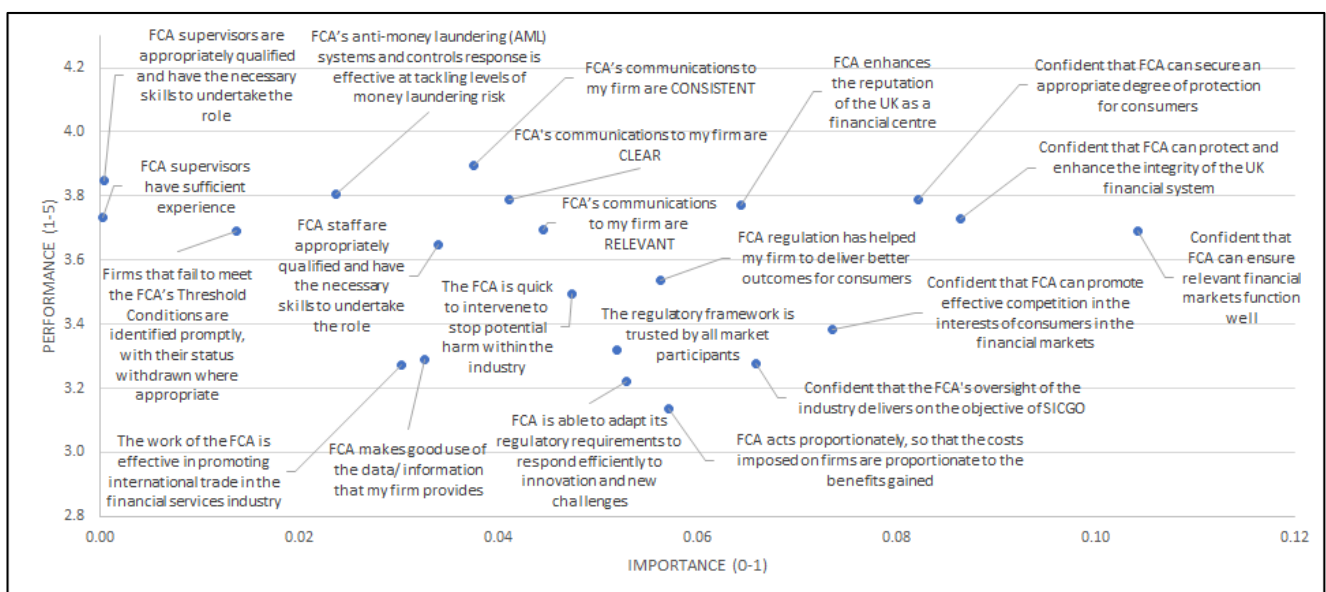 FCA supervisors are
appropriately qualified
and have the necessary
skills to undertake the
role
FCA's anti-money laundering (AML)
systems and controls response is
effective at tackling levels of
money laundering risk
FCA's communications to
my firm are CONSISTENT
FCA enhances
the reputation
of the UK as a
financial centre
Confident that FCA can secure an
appropriate degree of protection
for consumers
FCA supervisors
have sufficient
experience
FCA's communications to my firm are
CLEAR
Confident that FCA can protect and
enhance the integrity of the UK
financial system
Firms that fail to meet
the FCA's Threshold
Conditions are
identified promptly,
with their status
withdrawn where
appropriate
FCA staff are
appropriately
qualified and have
the necessary
skills to undertake
the role
FCA's communications
to my firm are
RELEVANT
FCA regulation has helped
my firm to deliver better
outcomes for consumers
Confident that
FCA can ensure
relevant financial
markets function
well
The FCA is quick
to intervene to
stop potential
harm within the
industry
The regulatory framework is
trusted by all market
participants
Confident that FCA can promote
effective competition in the
interests of consumers in the
financial markets
Confident that the FCA's oversight of the
industry delivers on the objective of SICGO
The work of the FCA is
effective in promoting
international trade in the
financial services industry
FCA makes good use of
the data/ information
that my firm provides
FCA is able to adapt its
regulatory requirements to
respond efficiently to
innovation and new
challenges
FCA acts proportionately, so that the costs
imposed on firms are proportionate to the
benefits gained
PERFORMANCE (1-5)
4.2
4.0
3.8
3.6
3.4
3.2
3.0
2.8
0.00
0.02
0.04
0.06
0.08
0.10
0.12
IMPORTANCE (0-1)